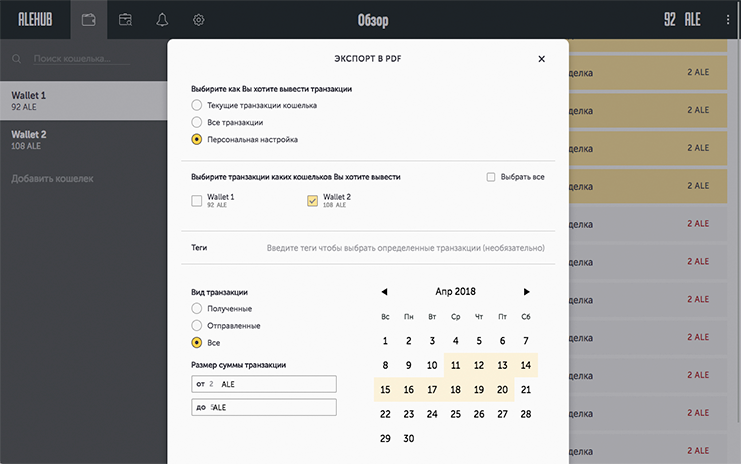 ALEHUB
Обзор
92 ALE
Поиск кошелька...
Wallet 1
92 ALE
Wallet 2
108 ALE
Добавить кошелек
ЭКСПОРТ В PDF
Выбирите как Вы хотите вывести транзакции
Текущие транзакции кошелька
Все транзакции
Персональная настройка
Выбирите транзакции каких кошельков Вы хотите вывести
Выбрать все
Wallet 1
92 ALE
Wallet 2
108 ALE
Теги
Введите теги чтобы выбрать определенные транзакции (необязательно)
Вид транзакции
Полученные
Отправленные
Все
Размер суммы транзакции
от 2 ALE
до ALE
Апр 2018
Вс Пн Вт Ср Чт Пт Сб
1 2 3 4 5 6 7
8 9 10 11 12 13 14
15 16 17 18 19 20 21
22 23 24 25 26 27 28
29 30
делка 2 ALE
делка 2 ALE
делка 2 ALE
делка 2 ALE
делка 2 ALE
делка 2 ALE
делка 2 ALE
делка 2 ALE
делка 2 ALE
делка 2 ALE
делка 2 ALE